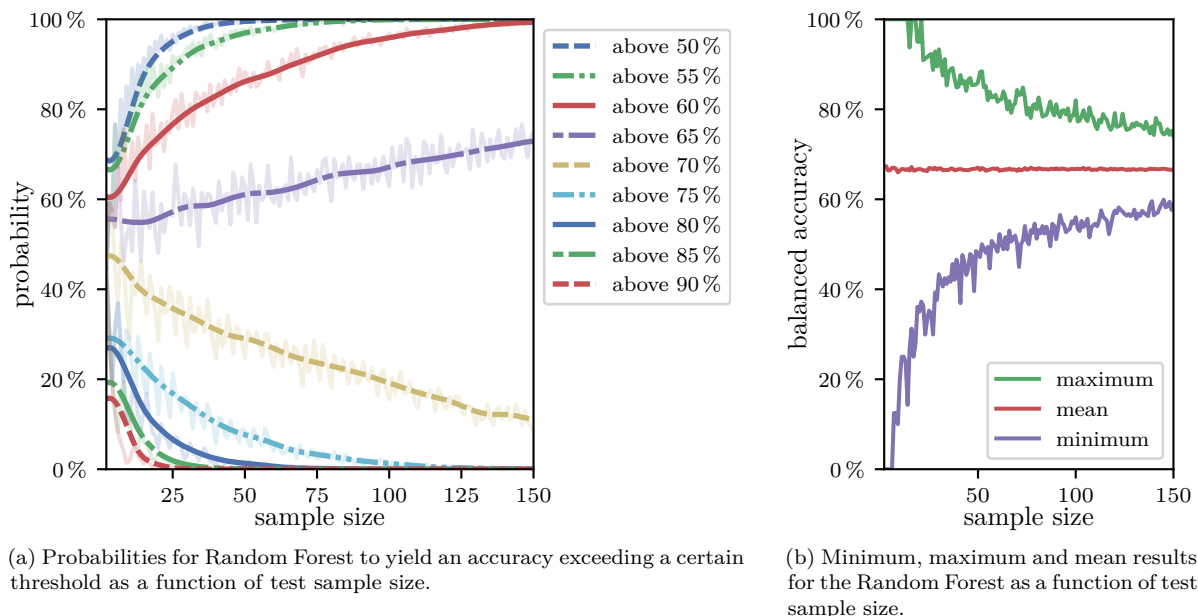 100 %
80 %
60 %
40 %
20 %
0 %
probability
25
50
75
100
125
150
sample size
above 50 %
above 55 %
above 60 %
above 65 %
above 70 %
above 75 %
above 80 %
above 85 %
above 90 %
(a) Probabilities for Random Forest to yield an accuracy exceeding a certain
threshold as a function of test sample size.
100 %
80 %
60 %
40 %
20 %
0 %
balanced accuracy
maximum
mean
minimum
50
100
150
sample size
(b) Minimum, maximum and mean results
for the Random Forest as a function of test
sample size.